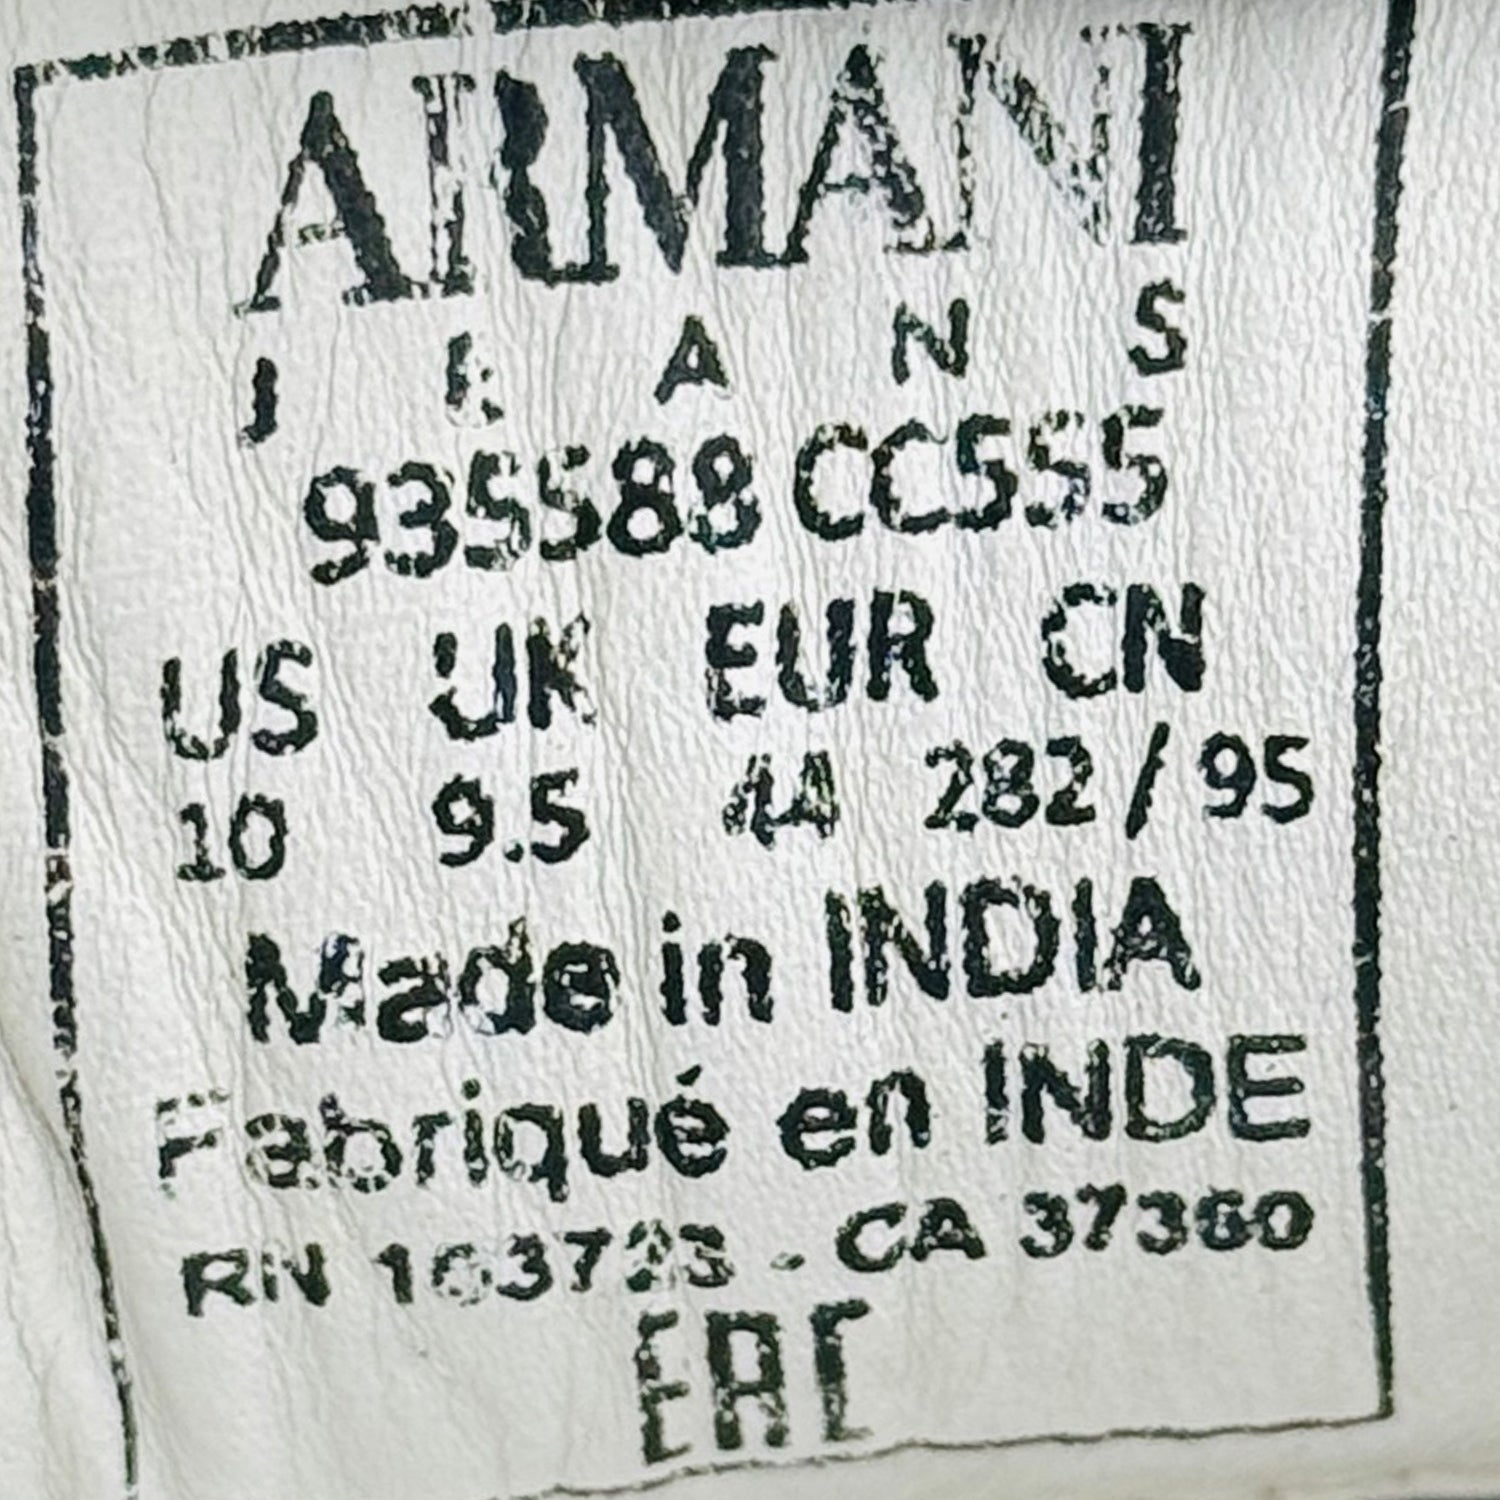 ARMANI
JEANS
935588 CC555
US UK EUR CN
10 9.5 44 282 / 95
Made in INDIA
Fabriqué en INDE
RN 103723 - CA 37360
EAC